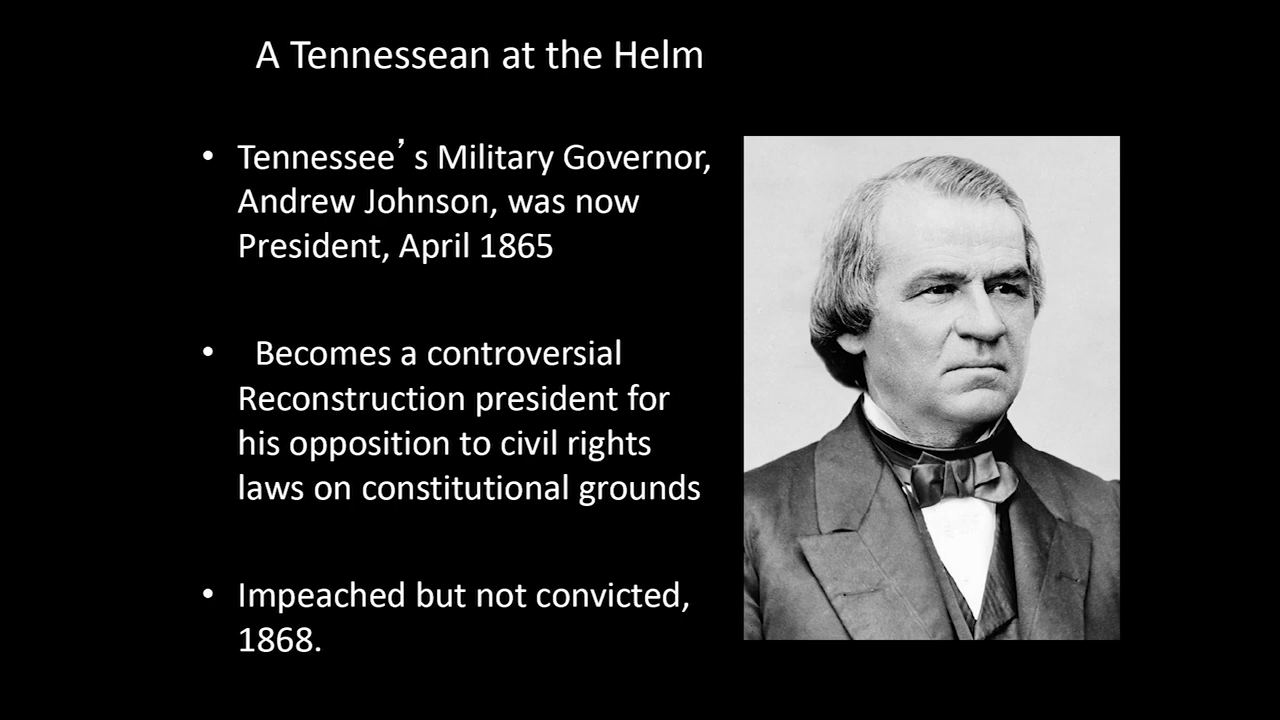 A Tennessean at the Helm
• Tennessee’s Military Governor,
Andrew Johnson, was now
President, April 1865
• Becomes a controversial
Reconstruction president for
his opposition to civil rights
laws on constitutional grounds
• Impeached but not convicted,
1868.